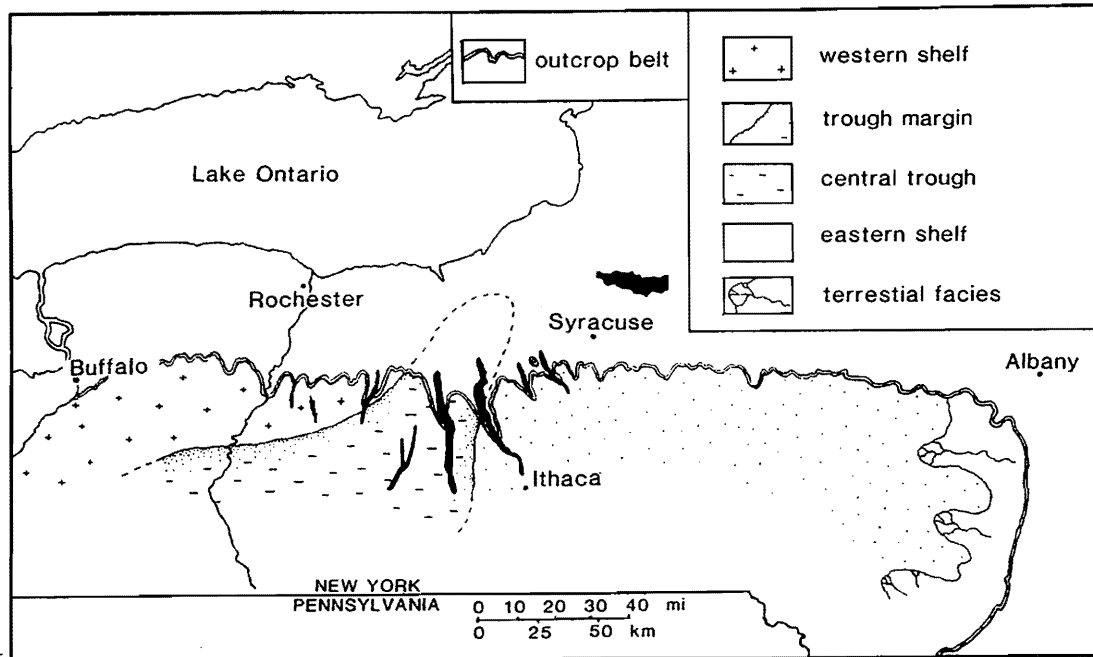 outcrop belt
western shelf
trough margin
central trough
eastern shelf
terrestial facies
Lake Ontario
Rochester
Syracuse
Buffalo
Albany
Ithaca
NEW YORK
PENNSYLVANIA
0 10 20 30 40 mi
0 25 50 km